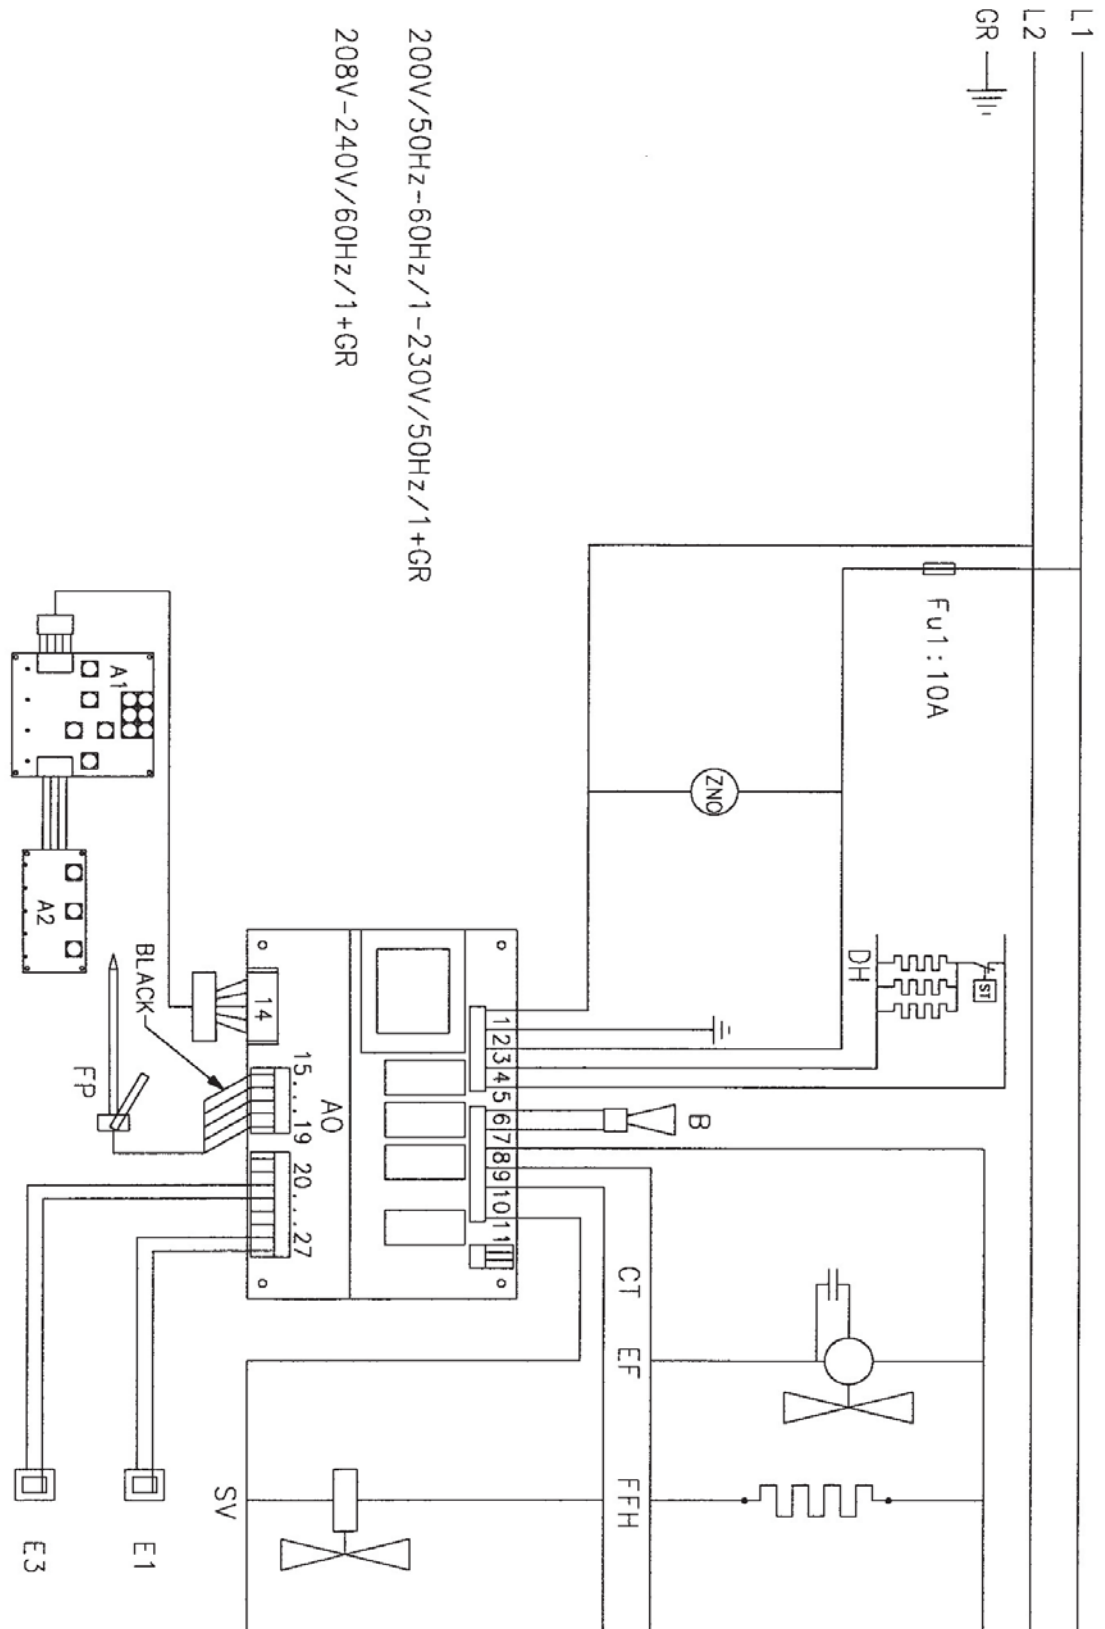 L1
L2
GR
200V/50Hz-60Hz/1-230V/50Hz/1+GR
208V-240V/60Hz/1+GR
Fu1:10A
ZNO
DH
ST
B
1 2 3 4 5 6 7 8 9 10 11
A0
14
15...19
20...27
A1
A2
BLACK
FP
CT
EF
FFH
SV
E1
E3